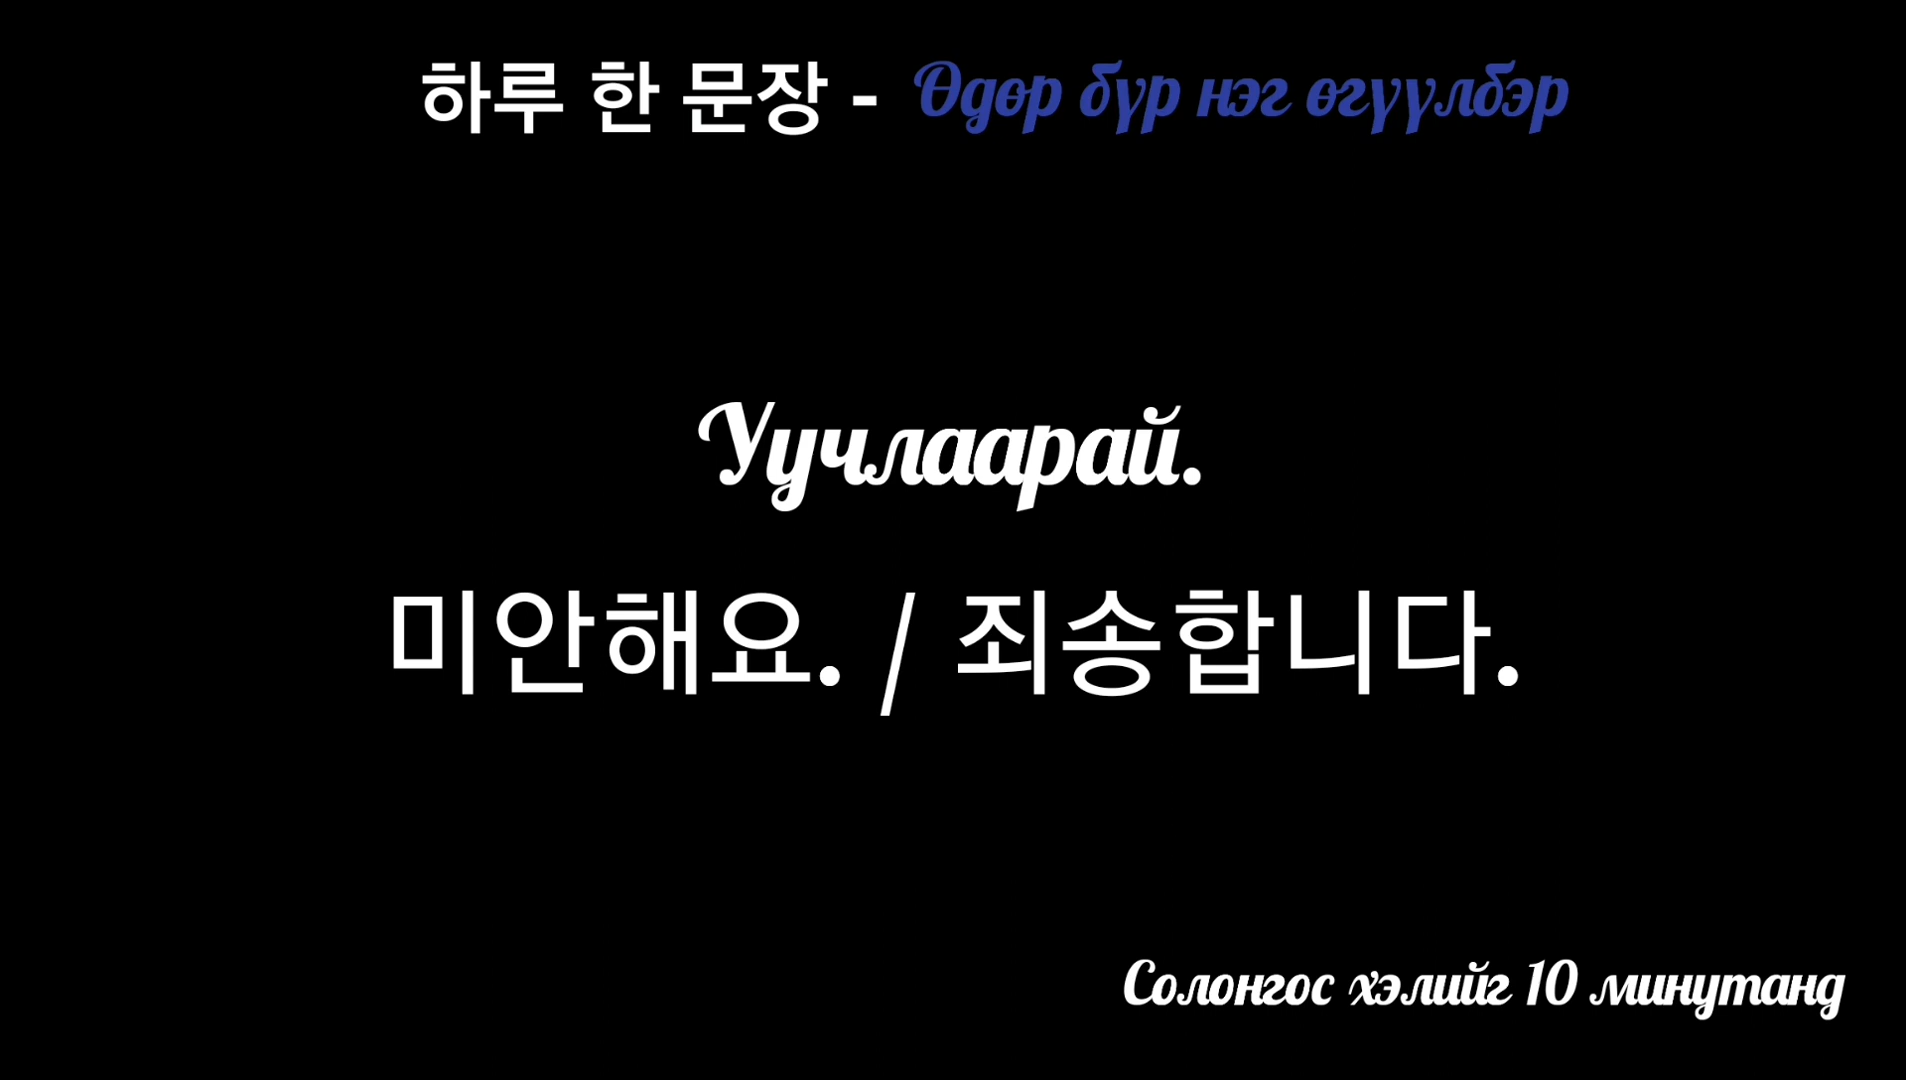 하루 한 문장 - Өдөр бүр нэг өгүүлбэр
Уучлаарай.
미안해요. / 죄송합니다.
Солонгос хэлийг 10 минутанд